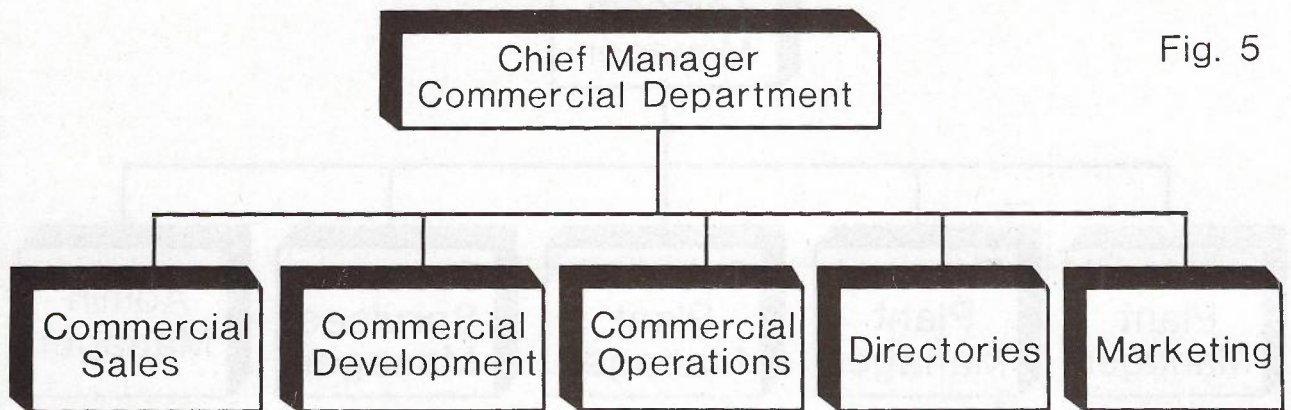 Fig. 5
Chief Manager
Commercial Department
Commercial
Sales
Commercial
Development
Commercial
Operations
Directories
Marketing